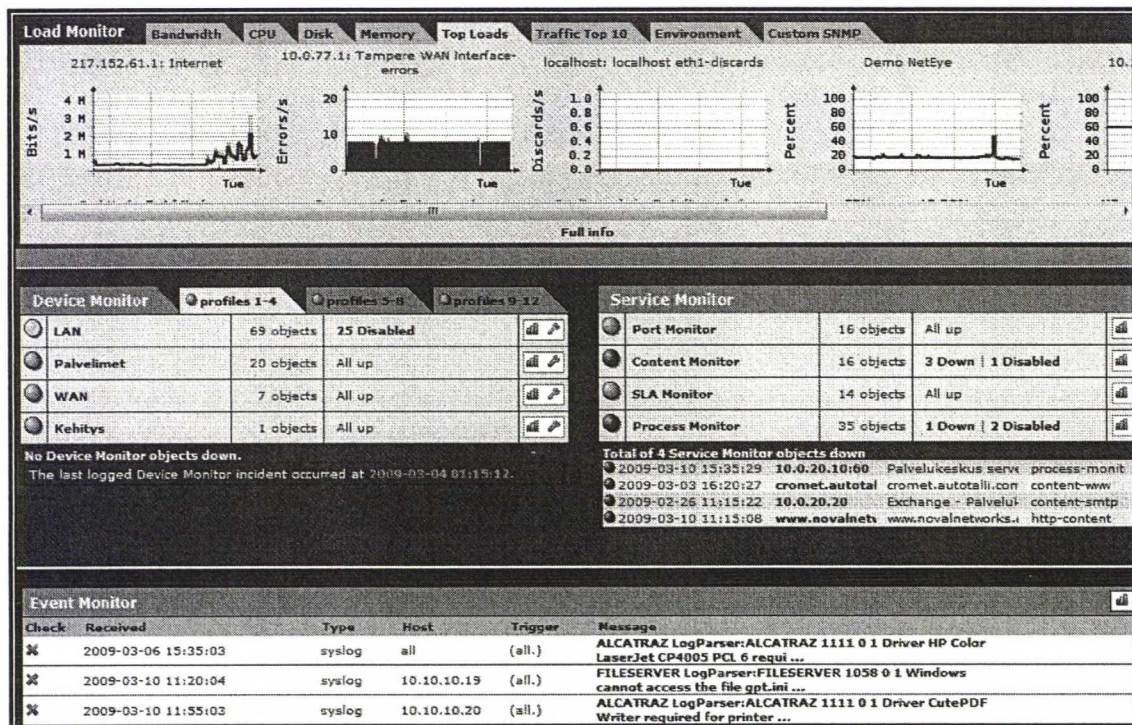 Load Monitor Bandwidth CPU Disk Memory Top Loads Traffic Top 10 Environment Custom SNMP
217.152.61.1: Internet
10.0.77.1: Tampere WAN Interface-
errors
localhost: localhost eth1-discards
Demo NetEye
Bits/s
4 M
3 M
2 M
1 M
Tue
Errors/s
20
10
0
Tue
Discards/s
1.0
0.8
0.6
0.4
0.2
0.0
Tue
Percent
100
80
60
40
20
0
Tue
Percent
100
80
60
40
20
0
Full info
Device Monitor profiles 1-4 profiles 5-8 profiles 9-12
LAN 69 objects 25 Disabled
Palvelimet 20 objects All up
WAN 7 objects All up
Kehitys 1 objects All up
No Device Monitor objects down.
The last logged Device Monitor incident occurred at 2009-03-04 01:15:12.
Service Monitor
Port Monitor 16 objects All up
Content Monitor 16 objects 3 Down | 1 Disabled
SLA Monitor 14 objects All up
Process Monitor 35 objects 1 Down | 2 Disabled
Total of 4 Service Monitor objects down
2009-03-10 15:35:29 10.0.20.10:60 Palvelukeskus serve process-monit
2009-03-03 16:20:27 cromet.autotal cromet.autotalli.com content-www
2009-02-26 11:15:22 10.0.20.20 Exchange - Palvelu content-smtp
2009-03-10 11:15:08 www.novalnetw www.novalnetworks. http-content
Event Monitor
Check Received Type Host Trigger Message
2009-03-06 15:35:03 syslog all (all.) ALCATRAZ LogParser:ALCATRAZ 1111 0 1 Driver HP Color
LaserJet CP4005 PCL 6 requi ...
2009-03-10 11:20:04 syslog 10.10.10.19 (all.) FILESERVER LogParser:FILESERVER 1058 0 1 Windows
cannot access the file gpt.ini ...
2009-03-10 11:55:03 syslog 10.10.10.20 (all.) ALCATRAZ LogParser:ALCATRAZ 1111 0 1 Driver CutePDF
Writer required for printer ...